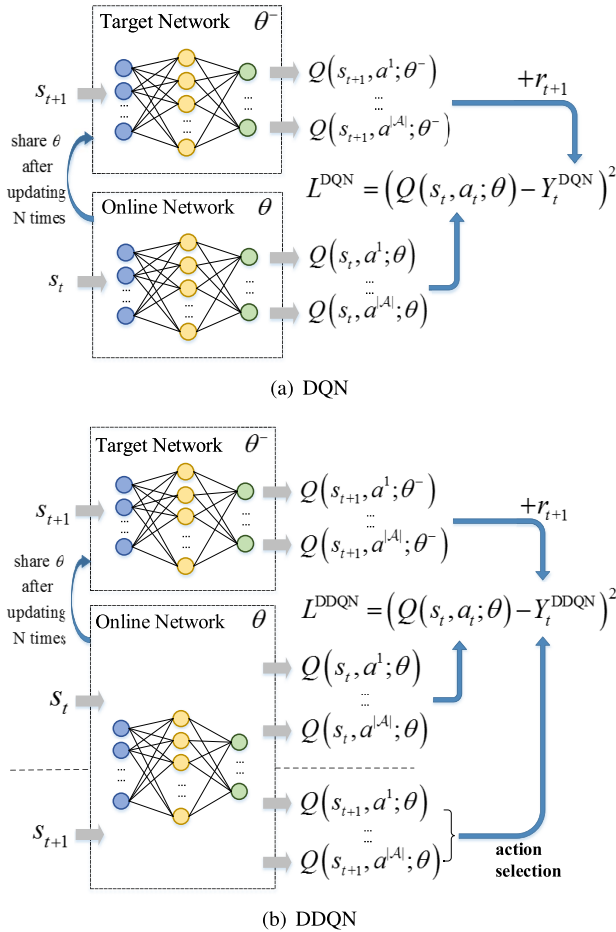 Target Network θ⁻
s_{t+1}
Q(s_{t+1}, a^1; θ⁻)
...
Q(s_{t+1}, a^{|𝒜|}; θ⁻)
+r_{t+1}
share θ
after
updating
N times
L^{DQN} = (Q(s_t, a_t; θ) − Y_t^{DQN})²
Online Network θ
s_t
Q(s_t, a^1; θ)
...
Q(s_t, a^{|𝒜|}; θ)
(a) DQN
Target Network θ⁻
s_{t+1}
Q(s_{t+1}, a^1; θ⁻)
...
Q(s_{t+1}, a^{|𝒜|}; θ⁻)
+r_{t+1}
share θ
after
updating
N times
L^{DDQN} = (Q(s_t, a_t; θ) − Y_t^{DDQN})²
Online Network θ
s_t
Q(s_t, a^1; θ)
...
Q(s_t, a^{|𝒜|}; θ)
s_{t+1}
Q(s_{t+1}, a^1; θ)
...
Q(s_{t+1}, a^{|𝒜|}; θ)
action
selection
(b) DDQN